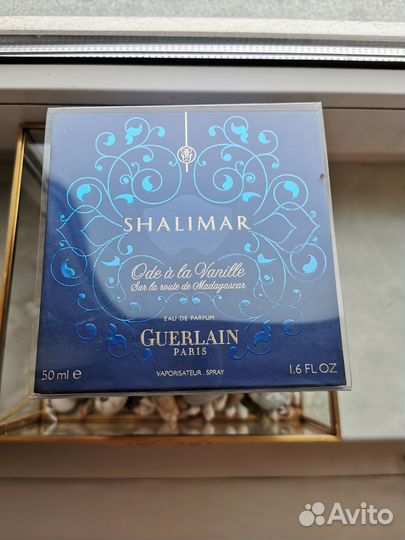 SHALIMAR
Ode à la Vanille
Sur la route de Madagascar
EAU DE PARFUM
GUERLAIN
PARIS
50 ml e 1.6 FL OZ
VAPORISATEUR . SPRAY
Avito